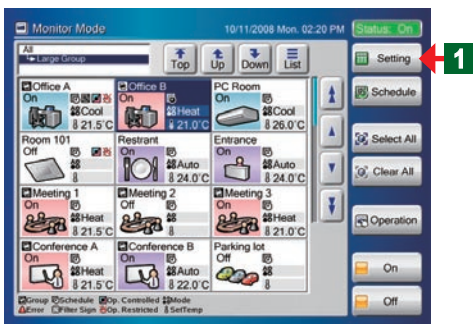 Monitor Mode 10/11/2008 Mon. 02:20 PM Status: On
All
Large Group
Top Up Down List
Setting 1
Schedule
Select All
Clear All
Operation
On
Off
Office A
On
Cool
21.5°C
Office B
On
Heat
21.0°C
PC Room
On
Cool
26.0°C
Room 101
Off
Restrant
On
Auto
24.0°C
Entrance
On
Auto
24.0°C
Meeting 1
On
Heat
21.5°C
Meeting 2
Off
Meeting 3
On
Heat
21.0°C
Conference A
On
Heat
21.5°C
Conference B
On
Auto
22.0°C
Parking lot
Off
Group Schedule Op. Controlled Mode
Error Filter Sign Op. Restricted SetTemp